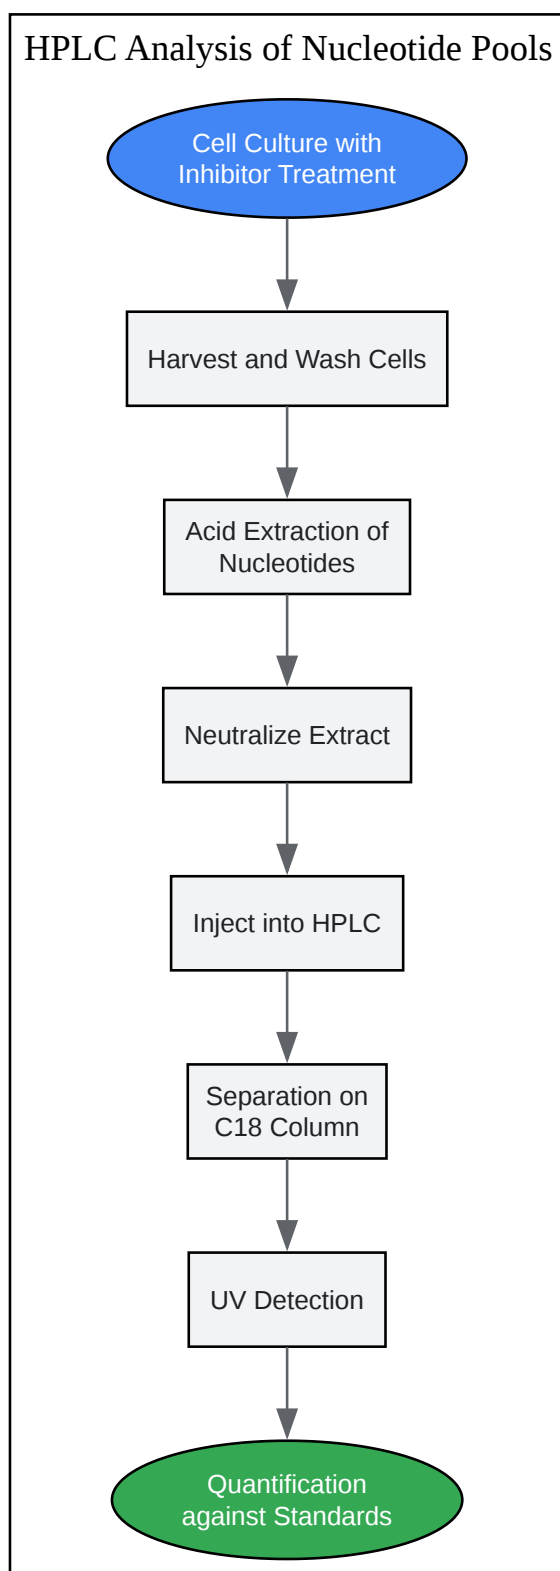 HPLC Analysis of Nucleotide Pools
Cell Culture with
Inhibitor Treatment
Harvest and Wash Cells
Acid Extraction of
Nucleotides
Neutralize Extract
Inject into HPLC
Separation on
C18 Column
UV Detection
Quantification
against Standards